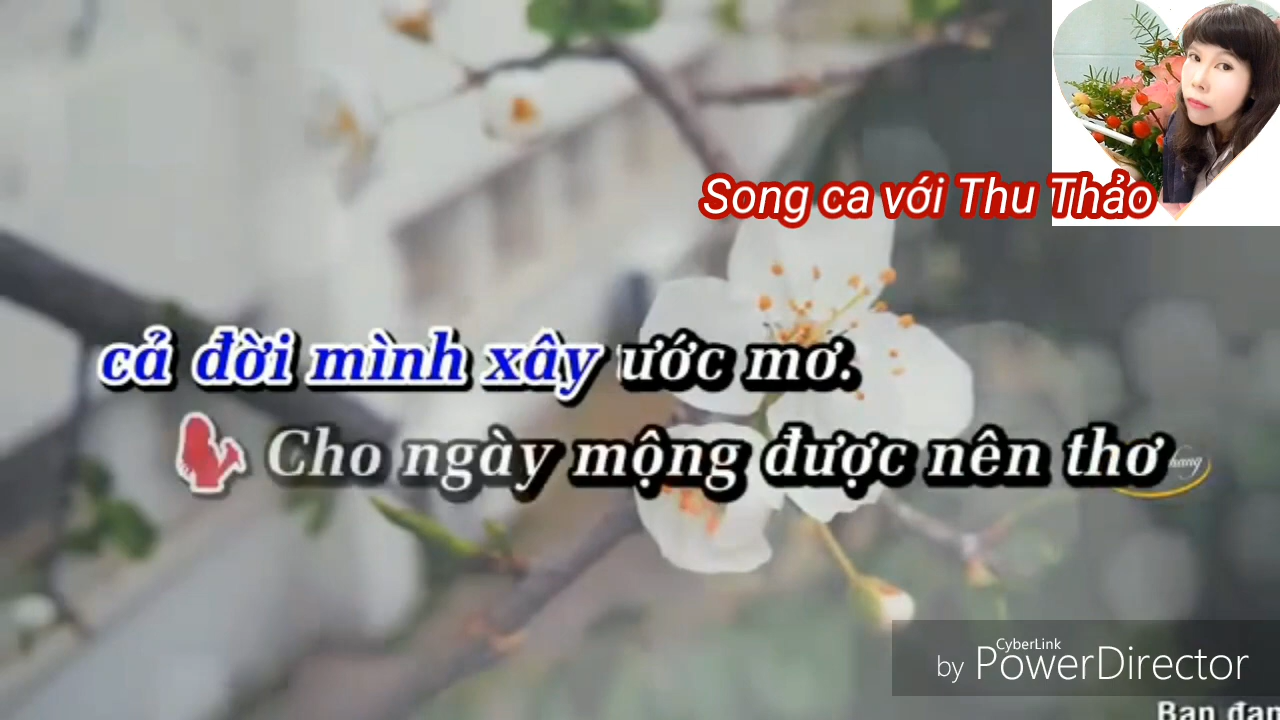 Song ca với Thu Thảo
cả đời mình xây ước mơ.
Cho ngày mộng được nên thơ
CyberLink
by PowerDirector